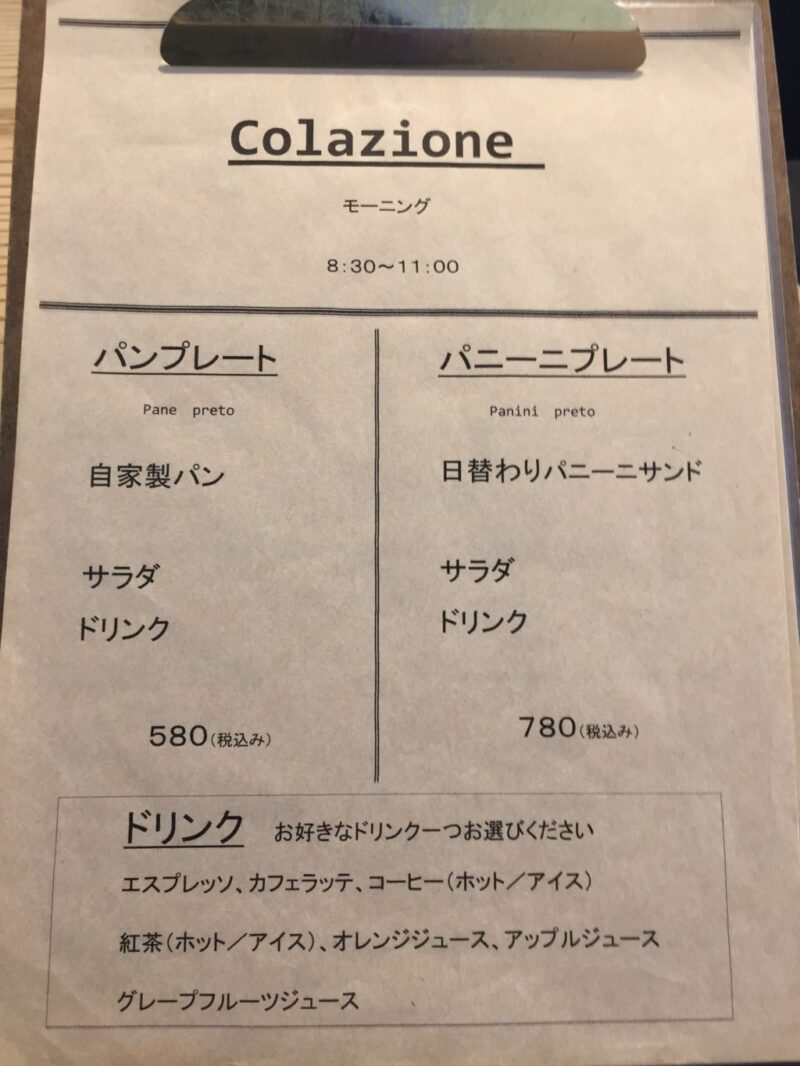 Colazione
モーニング
8:30～11:00
パンプレート
Pane preto
自家製パン
サラダ
ドリンク
580(税込み)
パニーニプレート
Panini preto
日替わりパニーニサンド
サラダ
ドリンク
780(税込み)
ドリンク お好きなドリンク一つお選びください
エスプレッソ、カフェラッテ、コーヒー(ホット／アイス)
紅茶(ホット／アイス)、オレンジジュース、アップルジュース
グレープフルーツジュース